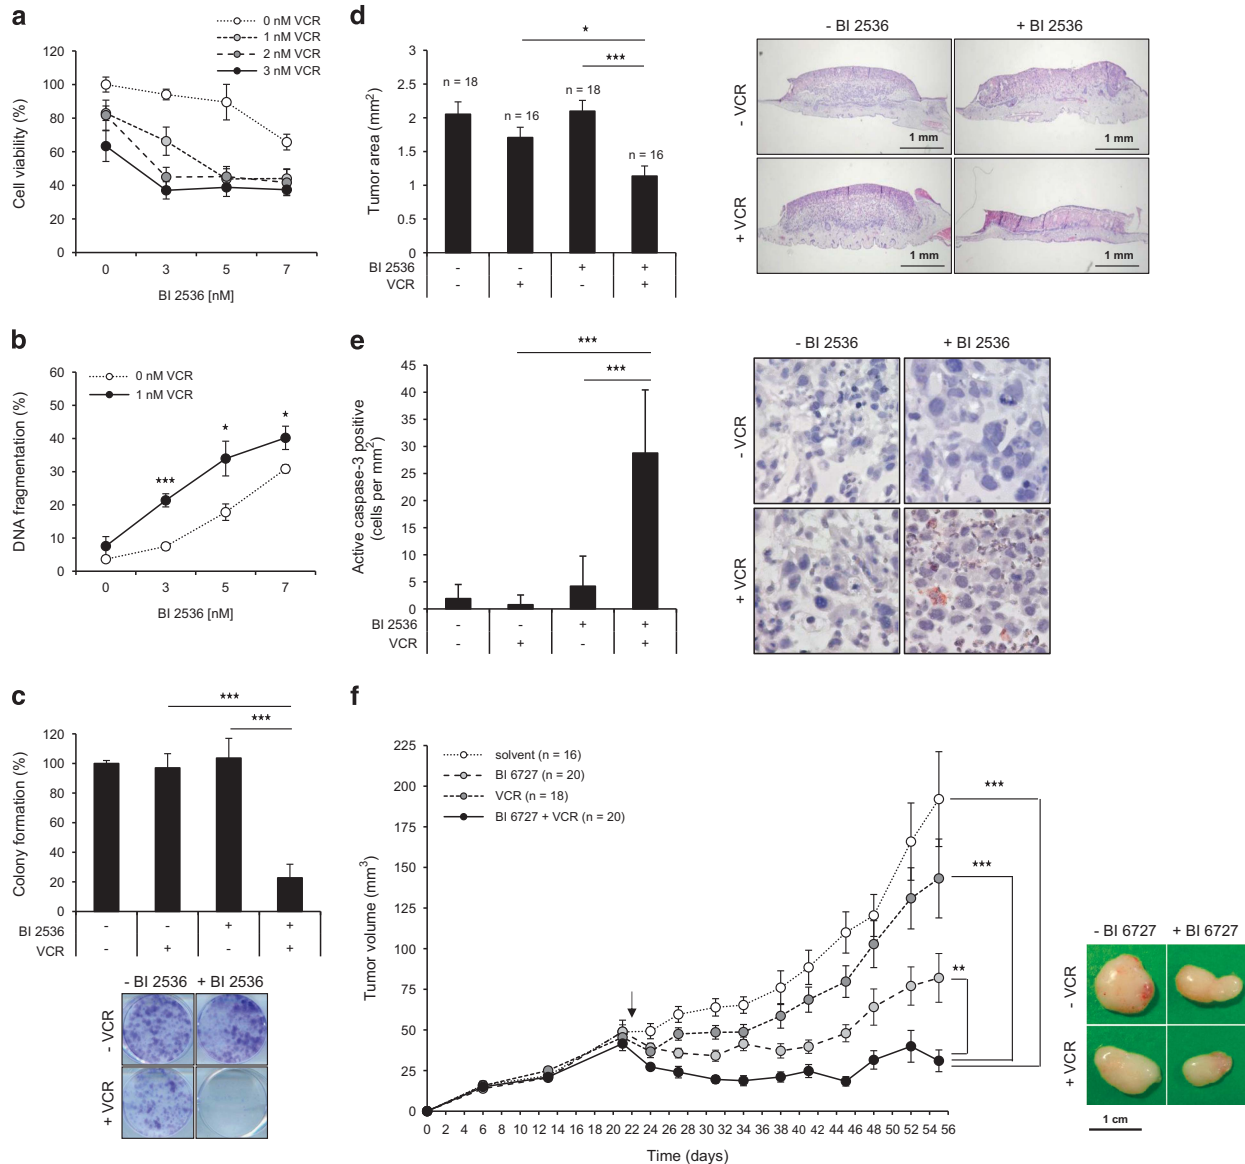 a
0 nM VCR
1 nM VCR
2 nM VCR
3 nM VCR
120
100
80
60
40
20
0
Cell viability (%)
0 3 5 7
BI 2536 [nM]
b
0 nM VCR
1 nM VCR
60
50
40
30
20
10
0
DNA fragmentation (%)
*** * *
0 3 5 7
BI 2536 [nM]
c
***
***
120
100
80
60
40
20
0
Colony formation (%)
BI 2536 - - + +
VCR - + - +
- BI 2536 + BI 2536
- VCR
+ VCR
d
*
***
3
2.5
2
1.5
1
0.5
0
Tumor area (mm2)
n = 18 n = 16 n = 18 n = 16
BI 2536 - - + +
VCR - + - +
- BI 2536 + BI 2536
- VCR
+ VCR
1 mm 1 mm
1 mm 1 mm
e
***
***
45
40
35
30
25
20
15
10
5
0
Active caspase-3 positive
(cells per mm2)
BI 2536 - - + +
VCR - + - +
- BI 2536 + BI 2536
- VCR
+ VCR
f
solvent (n = 16)
BI 6727 (n = 20)
VCR (n = 18)
BI 6727 + VCR (n = 20)
225
200
175
150
125
100
75
50
25
0
Tumor volume (mm3)
***
***
**
0 2 4 6 8 10 12 14 16 18 20 22 24 26 28 30 32 34 36 38 40 42 44 46 48 50 52 54 56
Time (days)
- BI 6727 + BI 6727
- VCR
+ VCR
1 cm